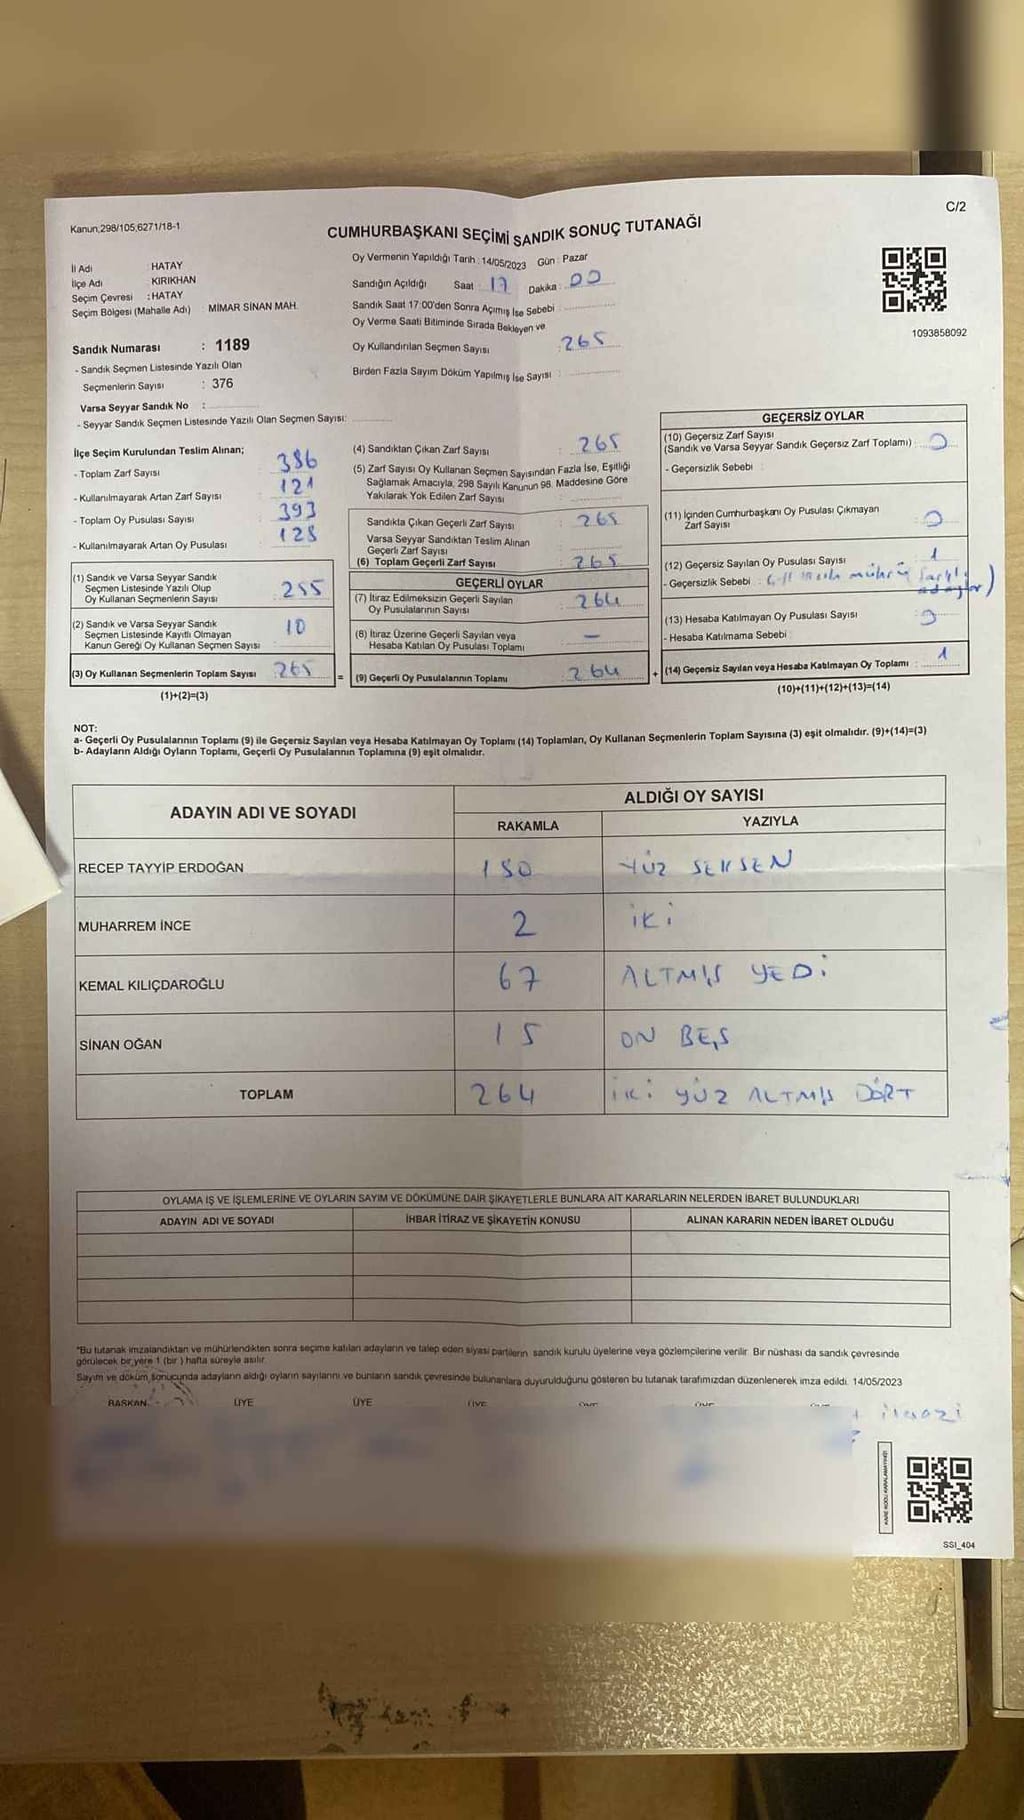 Kanun;298/105;6271/18-1
C/2
CUMHURBAŞKANI SEÇİMİ SANDIK SONUÇ TUTANAĞI
İl Adı : HATAY
İlçe Adı : KIRIKHAN
Seçim Çevresi : HATAY
Seçim Bölgesi (Mahalle Adı) MİMAR SİNAN MAH.
Oy Vermenin Yapıldığı Tarih : 14/05/2023 Gün : Pazar
Sandığın Açıldığı Saat 17 Dakika : 00
Sandık Saat 17:00'den Sonra Açımış İse Sebebi :
Oy Verme Saati Bitiminde Sırada Bekleyen ve
Oy Kullandırılan Seçmen Sayısı : 265
Birden Fazla Sayım Döküm Yapılmış İse Sayısı :
1093858092
Sandık Numarası : 1189
- Sandık Seçmen Listesinde Yazılı Olan
Seçmenlerin Sayısı : 376
Varsa Seyyar Sandık No :
- Seyyar Sandık Seçmen Listesinde Yazılı Olan Seçmen Sayısı:
İlçe Seçim Kurulundan Teslim Alınan;
- Toplam Zarf Sayısı : 386
- Kullanılmayarak Artan Zarf Sayısı : 121
- Toplam Oy Pusulası Sayısı : 393
- Kullanılmayarak Artan Oy Pusulası : 128
(1) Sandık ve Varsa Seyyar Sandık
Seçmen Listesinde Yazılı Olup
Oy Kullanan Seçmenlerin Sayısı : 255
(2) Sandık ve Varsa Seyyar Sandık
Seçmen Listesinde Kayıtlı Olmayan
Kanun Gereği Oy Kullanan Seçmen Sayısı : 10
(3) Oy Kullanan Seçmenlerin Toplam Sayısı : 265
(1)+(2)=(3)
=
(4) Sandıktan Çıkan Zarf Sayısı : 265
(5) Zarf Sayısı Oy Kullanan Seçmen Sayısından Fazla İse, Eşitliği
Sağlamak Amacıyla, 298 Sayılı Kanunun 98. Maddesine Göre
Yakılarak Yok Edilen Zarf Sayısı :
Sandıkta Çıkan Geçerli Zarf Sayısı : 265
Varsa Seyyar Sandıktan Teslim Alınan
Geçerli Zarf Sayısı :
(6) Toplam Geçerli Zarf Sayısı : 265
GEÇERLİ OYLAR
(7) İtiraz Edilmeksizin Geçerli Sayılan
Oy Pusulalarının Sayısı : 264
(8) İtiraz Üzerine Geçerli Sayılan veya
Hesaba Katılan Oy Pusulası Toplamı : -
(9) Geçerli Oy Pusulalarının Toplamı : 264
+
GEÇERSİZ OYLAR
(10) Geçersiz Zarf Sayısı
(Sandık ve Varsa Seyyar Sandık Geçersiz Zarf Toplamı) : 0
- Geçersizlik Sebebi :
(11) İçinden Cumhurbaşkanı Oy Pusulası Çıkmayan
Zarf Sayısı : 0
(12) Geçersiz Sayılan Oy Pusulası Sayısı : 1
- Geçersizlik Sebebi : mührü farklı
adaylar)
(13) Hesaba Katılmayan Oy Pusulası Sayısı : 0
- Hesaba Katılmama Sebebi :
(14) Geçersiz Sayılan veya Hesaba Katılmayan Oy Toplamı : 1
(10)+(11)+(12)+(13)=(14)
NOT:
a- Geçerli Oy Pusulalarının Toplamı (9) ile Geçersiz Sayılan veya Hesaba Katılmayan Oy Toplamı (14) Toplamları, Oy Kullanan Seçmenlerin Toplam Sayısına (3) eşit olmalıdır. (9)+(14)=(3)
b- Adayların Aldığı Oyların Toplamı, Geçerli Oy Pusulalarının Toplamına (9) eşit olmalıdır.
ADAYIN ADI VE SOYADI
ALDIĞI OY SAYISI
RAKAMLA YAZIYLA
RECEP TAYYİP ERDOĞAN 180 YÜZ SEKSEN
MUHARREM İNCE 2 İKİ
KEMAL KILIÇDAROĞLU 67 ALTMIŞ YEDİ
SİNAN OĞAN 15 ON BEŞ
TOPLAM 264 İKİ YÜZ ALTMIŞ DÖRT
OYLAMA İŞ VE İŞLEMLERİNE VE OYLARIN SAYIM VE DÖKÜMÜNE DAİR ŞİKAYETLERLE BUNLARA AİT KARARLARIN NELERDEN İBARET BULUNDUKLARI
ADAYIN ADI VE SOYADI İHBAR İTİRAZ VE ŞİKAYETİN KONUSU ALINAN KARARIN NEDEN İBARET OLDUĞU
"Bu tutanak imzalandıktan ve mühürlendikten sonra seçime katılan adayların ve talep eden siyasi partilerin sandık kurulu üyelerine veya gözlemcilerine verilir. Bir nüshası da sandık çevresinde
görülecek bir yere 1 (bir ) hafta süreyle asılır.
Sayım ve döküm sonucunda adayların aldığı oyların sayılarını ve bunların sandık çevresinde bulunanlara duyurulduğunu gösteren bu tutanak tarafımızdan düzenlenerek imza edildi. 14/05/2023
BAŞKAN ÜYE ÜYE
SSI_404